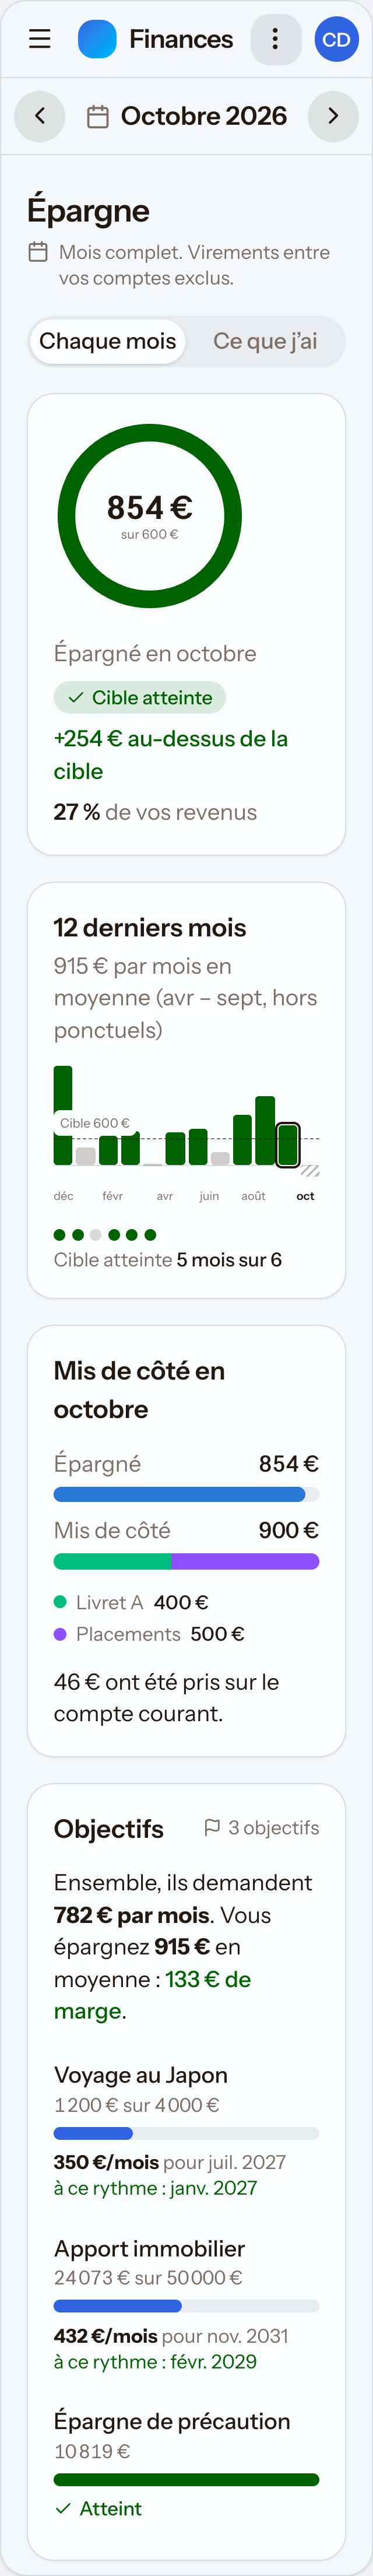 Finances
CD
Octobre 2026
Épargne
Mois complet. Virements entre
vos comptes exclus.
Chaque mois
Ce que j’ai
854 €
sur 600 €
Épargné en octobre
Cible atteinte
+254 € au-dessus de la
cible
27 % de vos revenus
12 derniers mois
915 € par mois en
moyenne (avr – sept, hors
ponctuels)
Cible 600 €
déc févr avr juin août oct
Cible atteinte 5 mois sur 6
Mis de côté en
octobre
Épargné 854 €
Mis de côté 900 €
Livret A 400 €
Placements 500 €
46 € ont été pris sur le
compte courant.
Objectifs
3 objectifs
Ensemble, ils demandent
782 € par mois. Vous
épargnez 915 € en
moyenne : 133 € de
marge.
Voyage au Japon
1 200 € sur 4 000 €
350 €/mois pour juil. 2027
à ce rythme : janv. 2027
Apport immobilier
24 073 € sur 50 000 €
432 €/mois pour nov. 2031
à ce rythme : févr. 2029
Épargne de précaution
10 819 €
Atteint